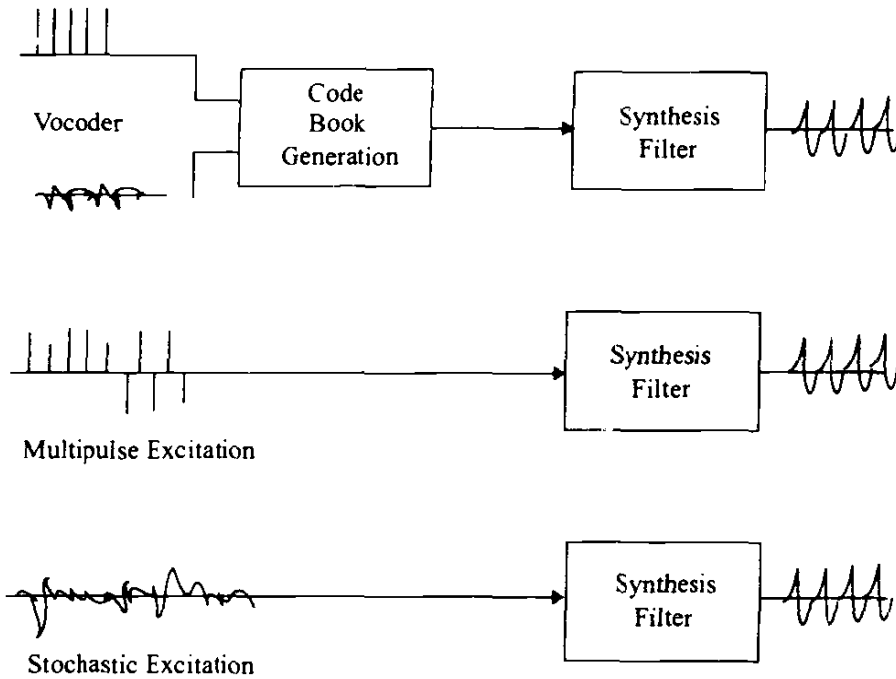 Code
Book
Generation
Vocoder
Synthesis
Filter
Synthesis
Filter
Multipulse Excitation
Synthesis
Filter
Stochastic Excitation